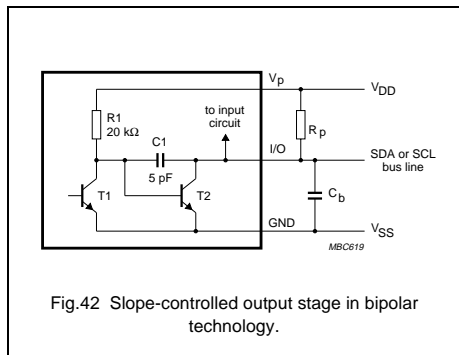 Vp
VDD
R1
20 kΩ
to input
circuit
Rp
C1
I/O
SDA or SCL
bus line
5 pF
T1
T2
Cb
GND
VSS
MBC619
Fig.42 Slope-controlled output stage in bipolar
technology.